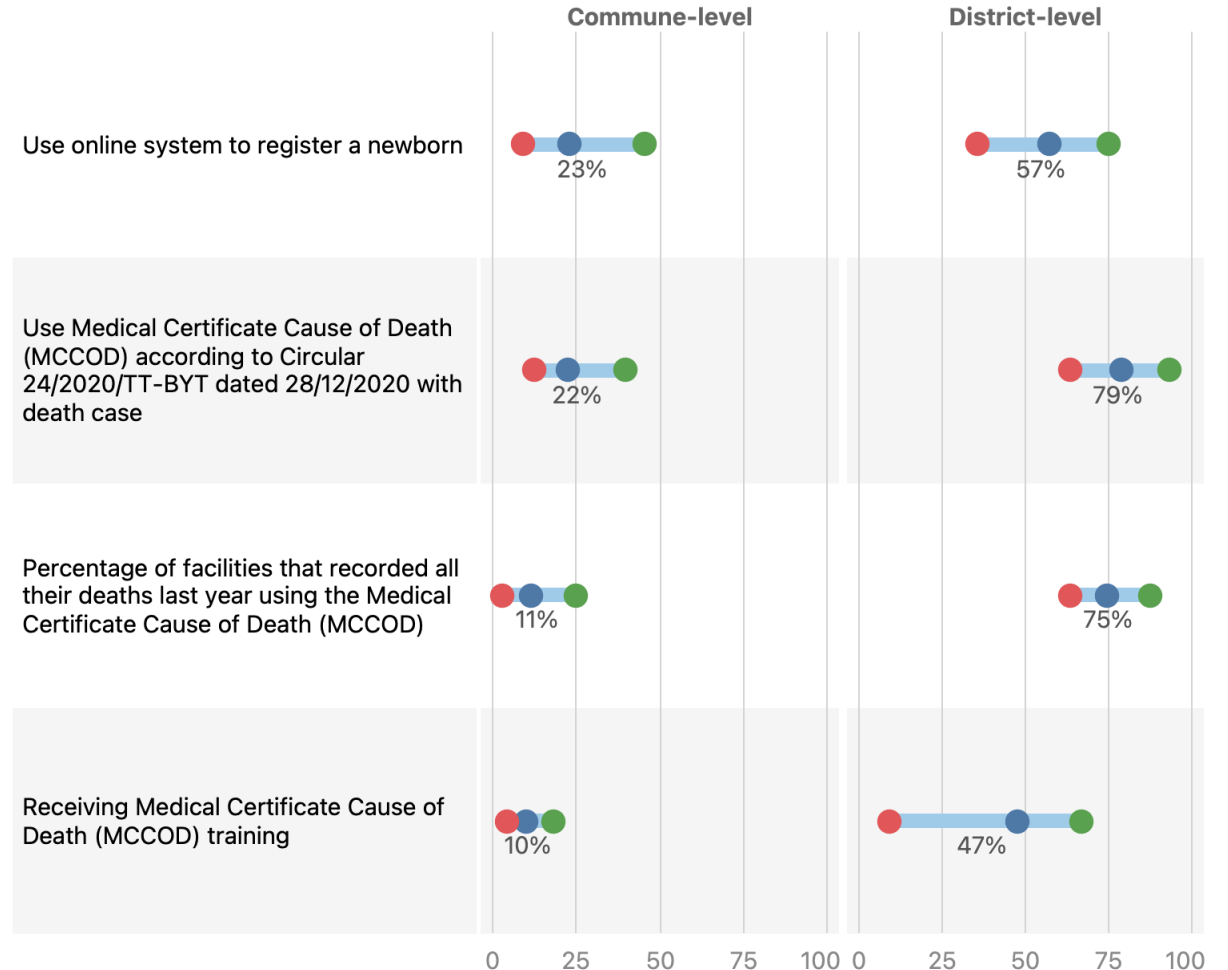 Commune-level
District-level
Use online system to register a newborn
23%
57%
Use Medical Certificate Cause of Death
(MCCOD) according to Circular
24/2020/TT-BYT dated 28/12/2020 with
death case
22%
79%
Percentage of facilities that recorded all
their deaths last year using the Medical
Certificate Cause of Death (MCCOD)
11%
75%
Receiving Medical Certificate Cause of
Death (MCCOD) training
10%
47%
0 25 50 75 100
0 25 50 75 100